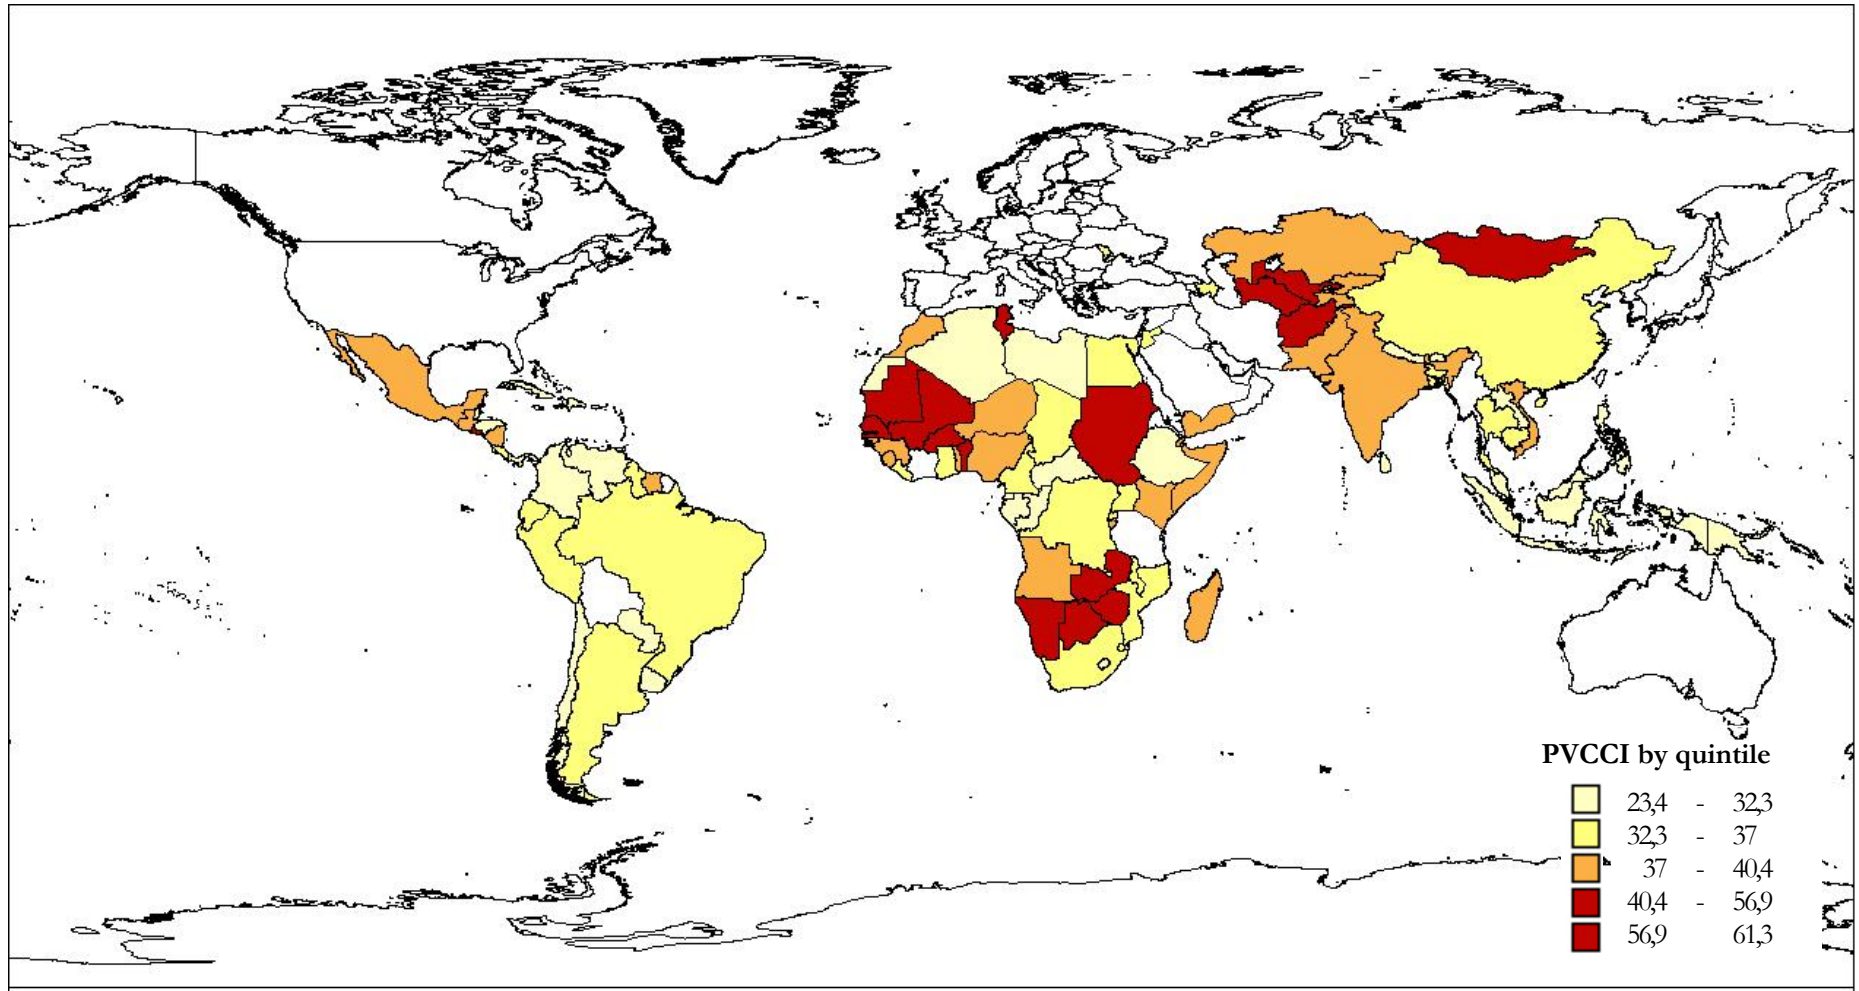 PVCCI by quintile
23,4 - 32,3
32,3 - 37
37 - 40,4
40,4 - 56,9
56,9 61,3